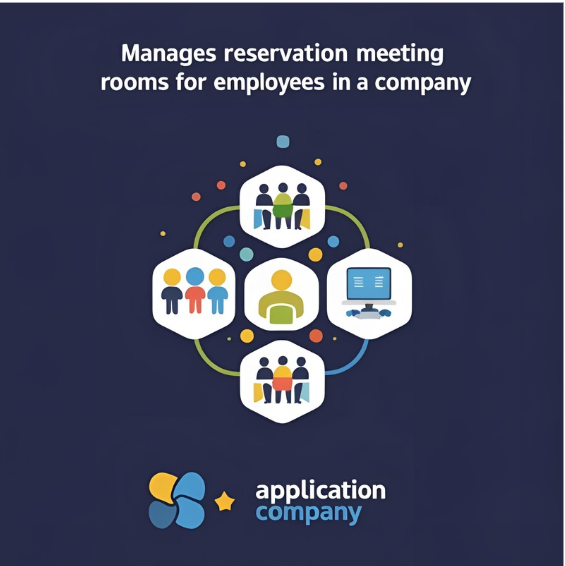 Manages reservation meeting
rooms for employees in a company
application
company